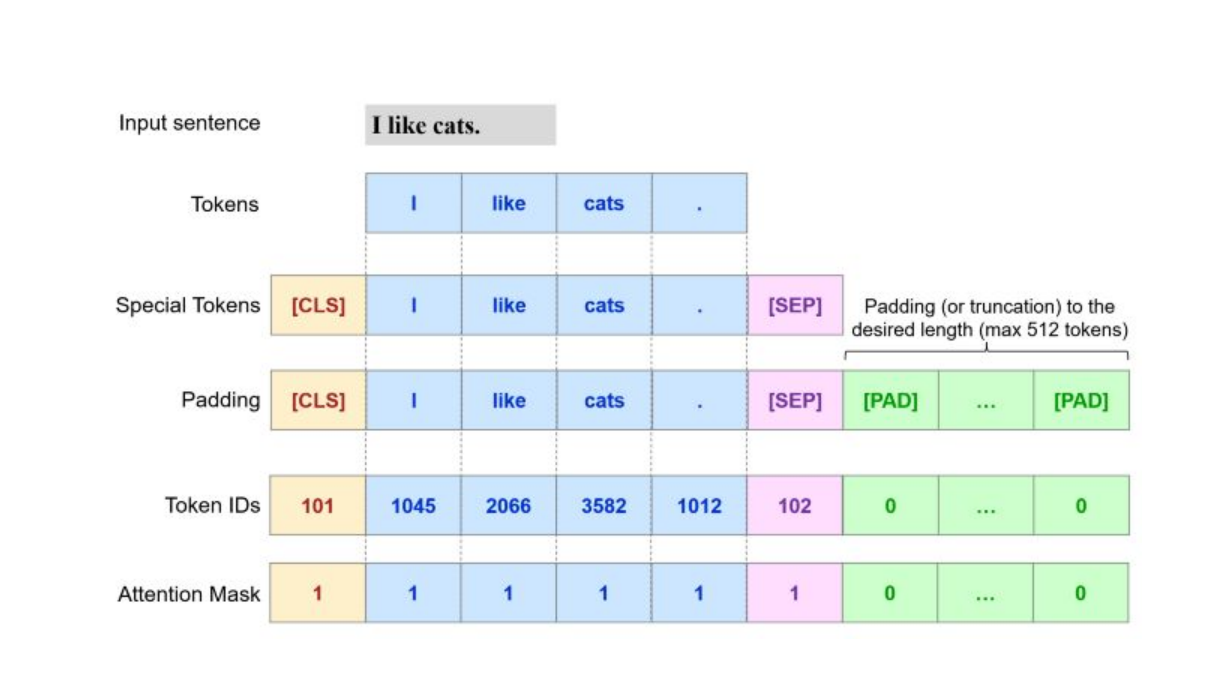 Input sentence
I like cats.
Tokens
I like cats .
Special Tokens
[CLS] I like cats . [SEP]
Padding (or truncation) to the
desired length (max 512 tokens)
Padding
[CLS] I like cats . [SEP] [PAD] ... [PAD]
Token IDs
101 1045 2066 3582 1012 102 0 ... 0
Attention Mask
1 1 1 1 1 1 0 ... 0